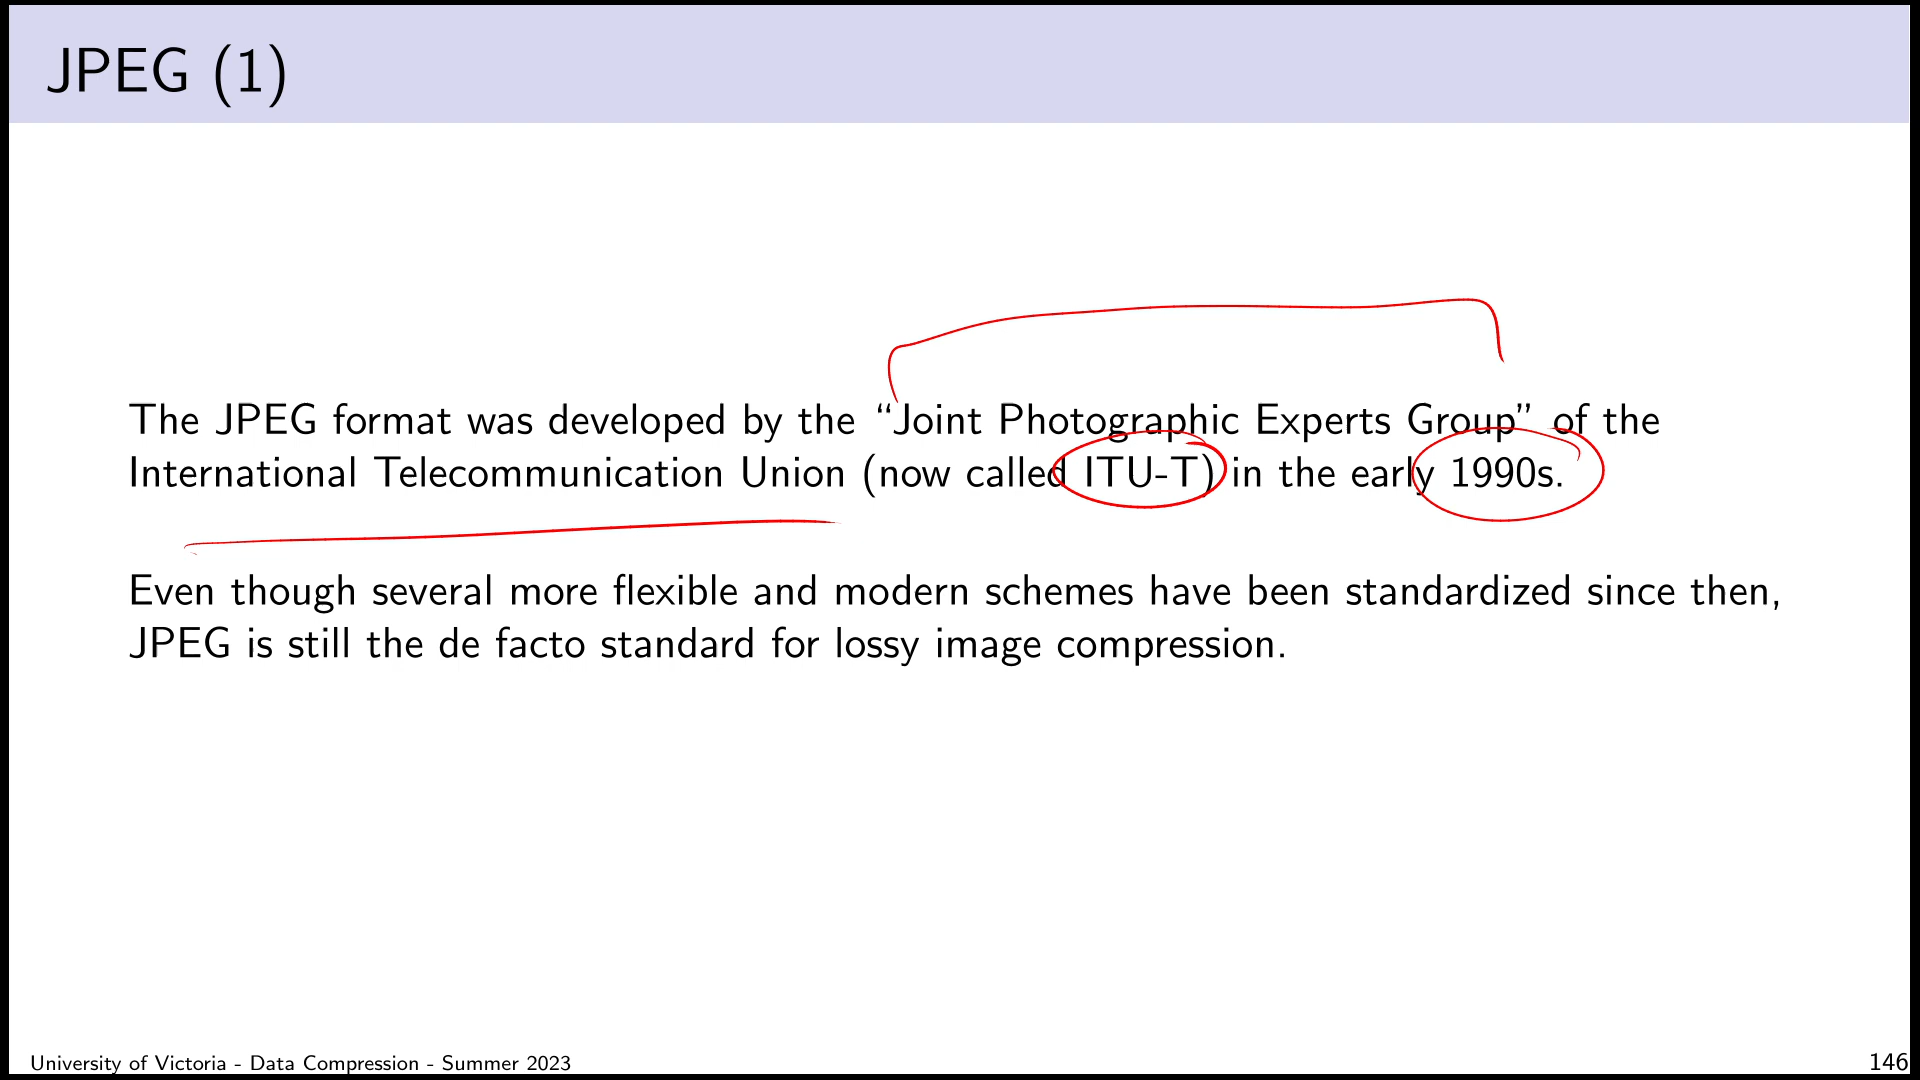 JPEG (1)
The JPEG format was developed by the “Joint Photographic Experts Group” of the
International Telecommunication Union (now called ITU-T) in the early 1990s.
Even though several more flexible and modern schemes have been standardized since then,
JPEG is still the de facto standard for lossy image compression.
University of Victoria - Data Compression - Summer 2023
146